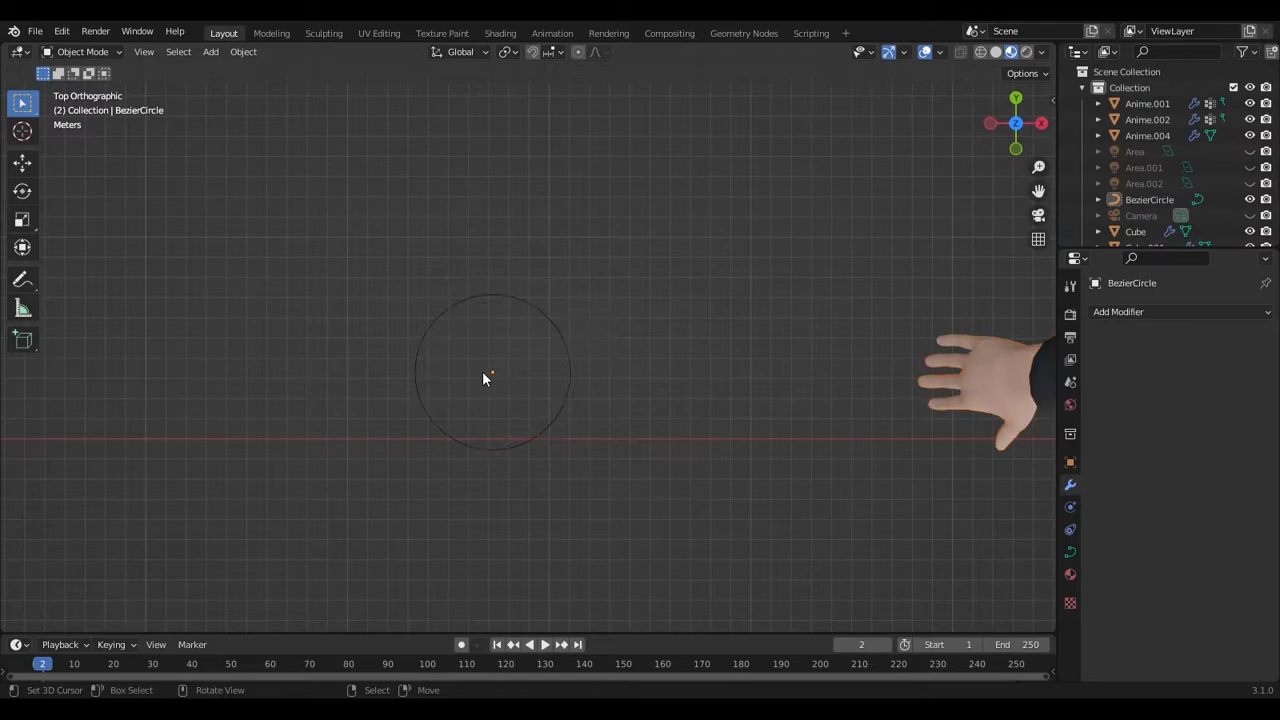 File Edit Render Window Help Layout Modeling Sculpting UV Editing Texture Paint Shading Animation Rendering Compositing Geometry Nodes Scripting + Scene ViewLayer
Object Mode View Select Add Object Global
Options
Top Orthographic
(2) Collection | BezierCircle
Meters
Y
Z
X
Scene Collection
Collection
Anime.001
Anime.002
Anime.004
Area
Area.001
Area.002
BezierCircle
Camera
Cube
BezierCircle
Add Modifier
Playback Keying View Marker 2 Start 1 End 250
2 10 20 30 40 50 60 70 80 90 100 110 120 130 140 150 160 170 180 190 200 210 220 230 240 250
Set 3D Cursor Box Select Rotate View Select Move 3.1.0